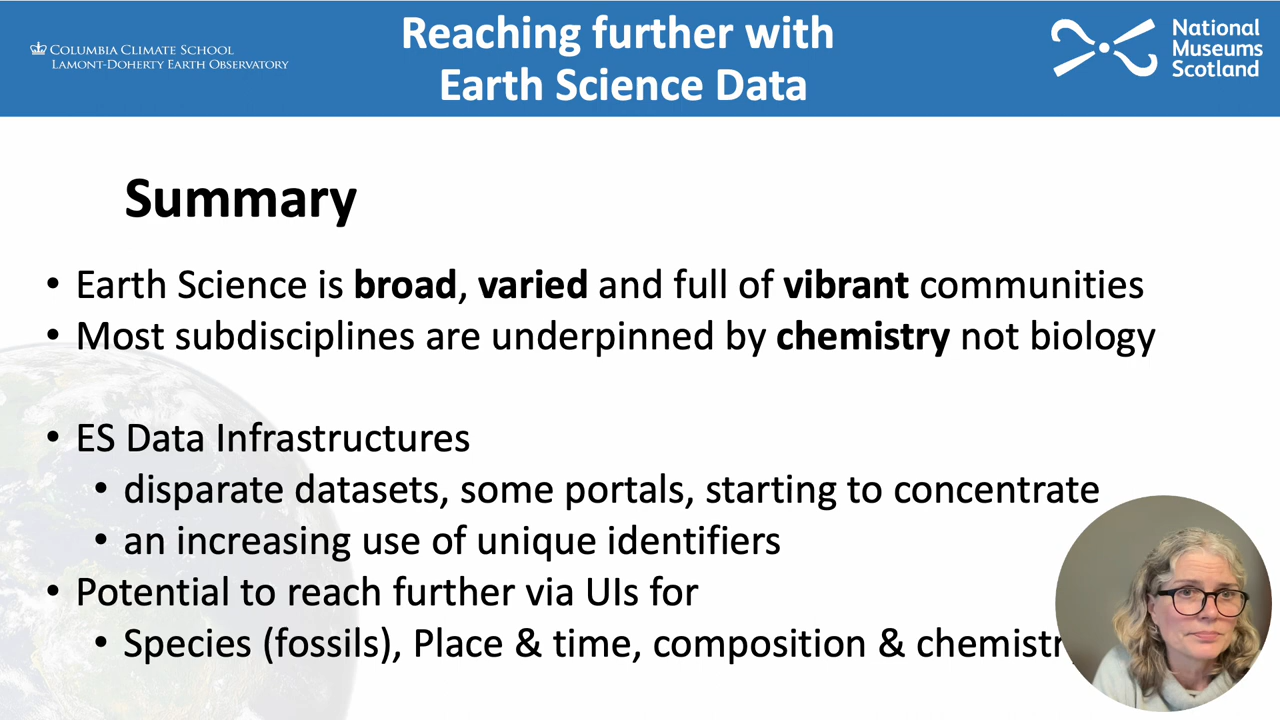 Reaching further with
Earth Science Data
COLUMBIA CLIMATE SCHOOL
LAMONT-DOHERTY EARTH OBSERVATORY
National
Museums
Scotland
Summary
• Earth Science is broad, varied and full of vibrant communities
• Most subdisciplines are underpinned by chemistry not biology
• ES Data Infrastructures
• disparate datasets, some portals, starting to concentrate
• an increasing use of unique identifiers
• Potential to reach further via UIs for
• Species (fossils), Place & time, composition & chemistry